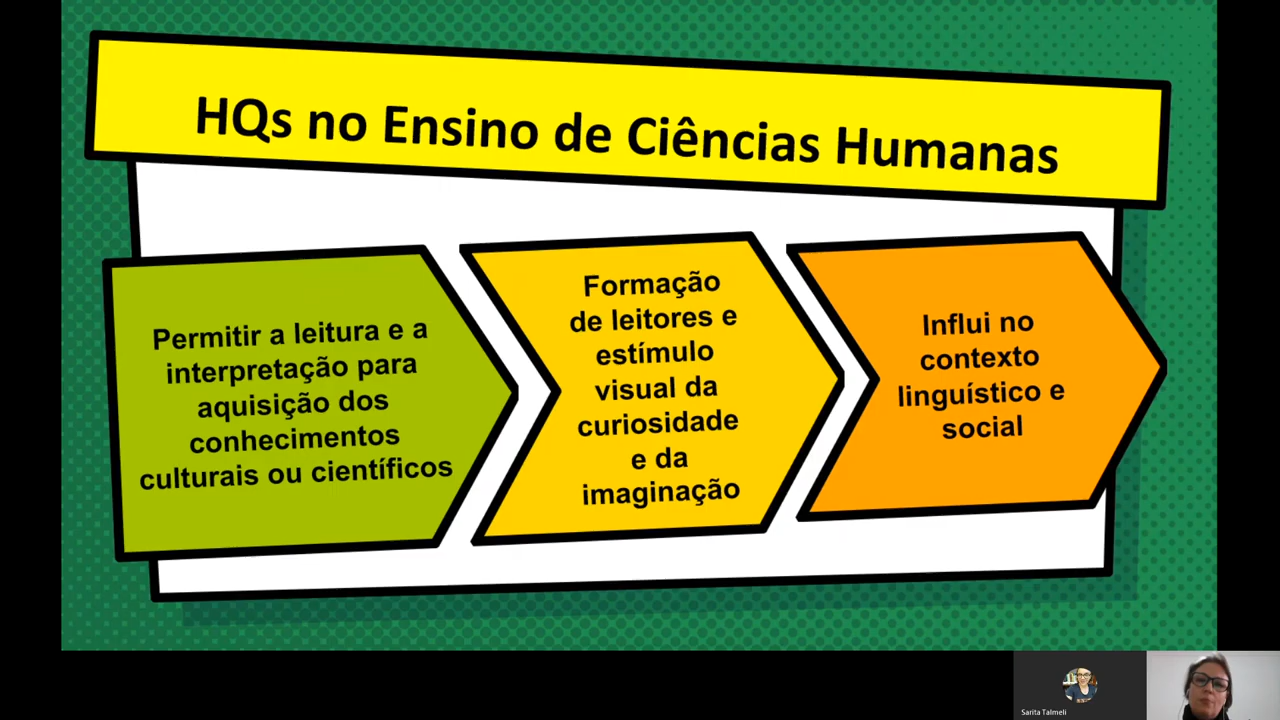 HQs no Ensino de Ciências Humanas
Permitir a leitura e a
interpretação para
aquisição dos
conhecimentos
culturais ou científicos
Formação
de leitores e
estímulo
visual da
curiosidade
e da
imaginação
Influi no
contexto
linguístico e
social
Sarita Talmeli